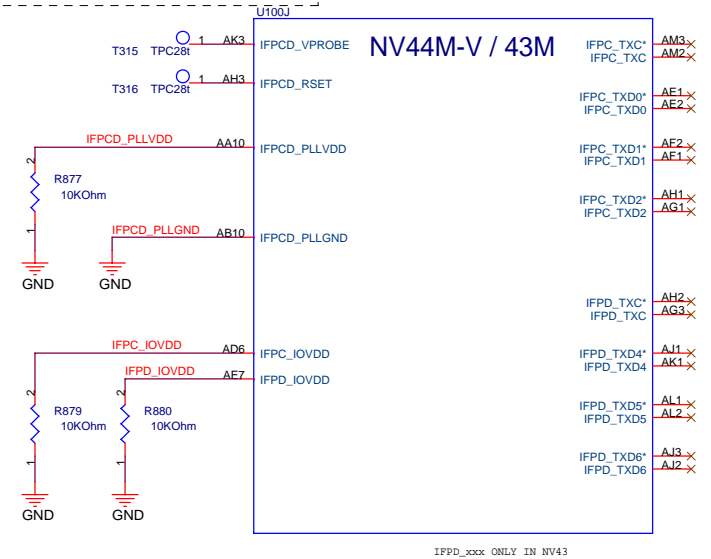 U100J
NV44M-V / 43M
T315 TPC28t
1
AK3
IFPCD_VPROBE
T316 TPC28t
1
AH3
IFPCD_RSET
IFPCD_PLLVDD
AA10
IFPCD_PLLVDD
2
R877
10KOhm
1
GND
IFPCD_PLLGND
AB10
IFPCD_PLLGND
GND
IFPC_IOVDD
AD6
IFPC_IOVDD
IFPD_IOVDD
AE7
IFPD_IOVDD
2
R879
10KOhm
1
GND
2
R880
10KOhm
1
GND
IFPC_TXC* AM3
IFPC_TXC AM2
IFPC_TXD0* AE1
IFPC_TXD0 AE2
IFPC_TXD1* AF2
IFPC_TXD1 AF1
IFPC_TXD2* AH1
IFPC_TXD2 AG1
IFPD_TXC* AH2
IFPD_TXC AG3
IFPD_TXD4* AJ1
IFPD_TXD4 AK1
IFPD_TXD5* AL1
IFPD_TXD5 AL2
IFPD_TXD6* AJ3
IFPD_TXD6 AJ2
IFPD_xxx ONLY IN NV43